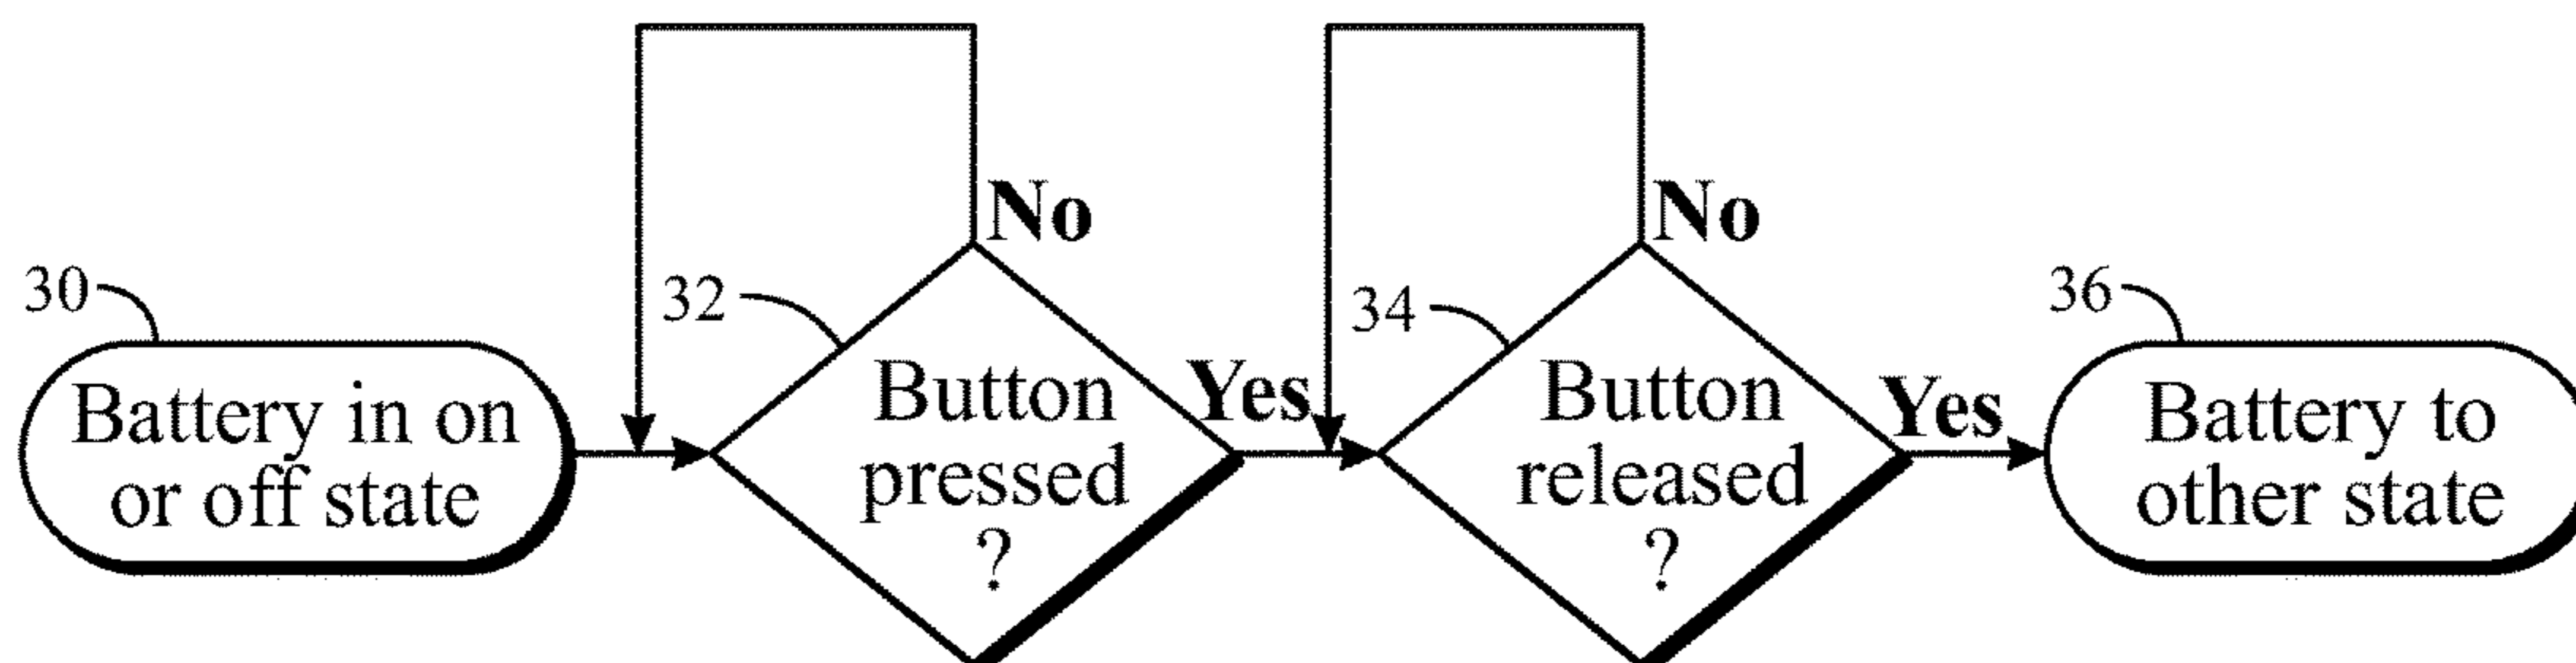 30
Battery in on
or off state
32
No
Button
pressed
?
Yes
34
No
Button
released
?
Yes
36
Battery to
other state